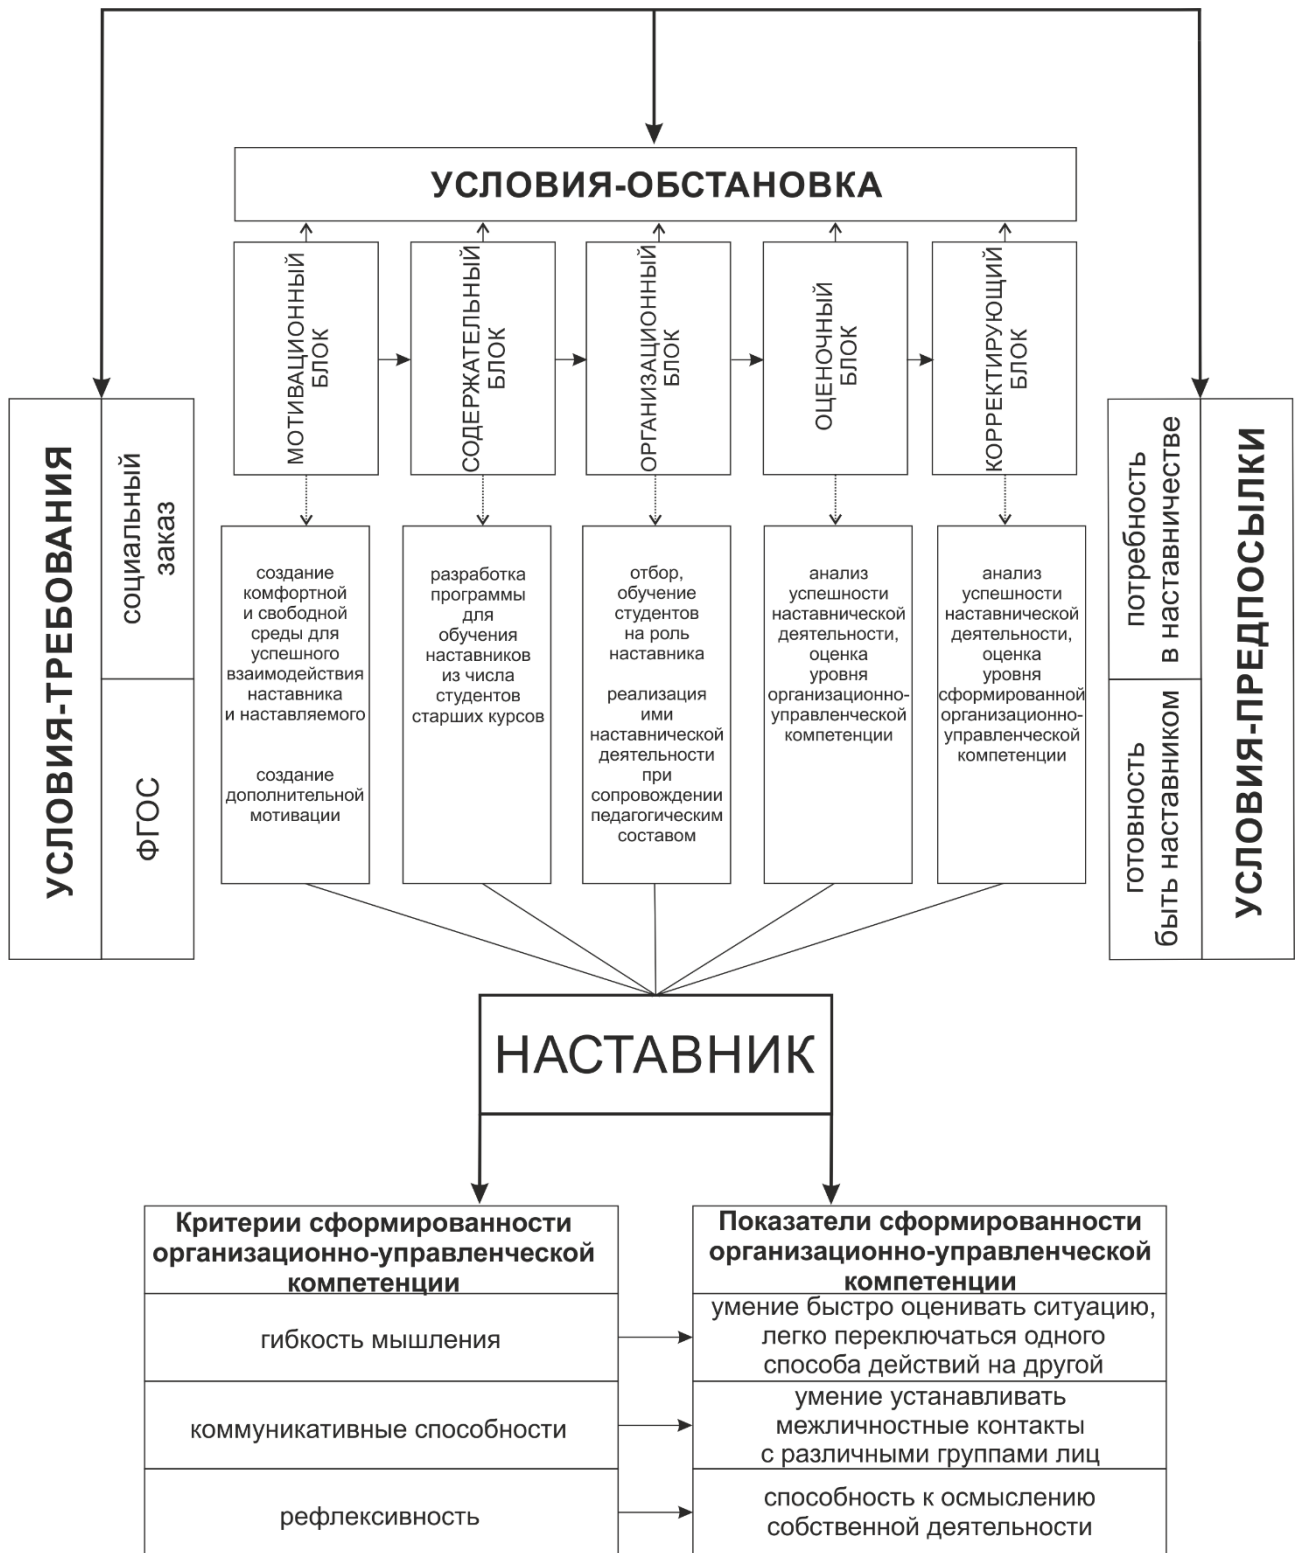 УСЛОВИЯ-ОБСТАНОВКА
МОТИВАЦИОННЫЙ
БЛОК
СОДЕРЖАТЕЛЬНЫЙ
БЛОК
ОРГАНИЗАЦИОННЫЙ
БЛОК
ОЦЕНОЧНЫЙ
БЛОК
КОРРЕКТИРУЮЩИЙ
БЛОК
УСЛОВИЯ-ТРЕБОВАНИЯ
социальный
заказ
ФГОС
создание
комфортной
и свободной
среды для
успешного
взаимодействия
наставника
и наставляемого
создание
дополнительной
мотивации
разработка
программы
для
обучения
наставников
из числа
студентов
старших курсов
отбор,
обучение
студентов
на роль
наставника
реализация
ими
наставнической
деятельности
при
сопровождении
педагогическим
составом
анализ
успешности
наставнической
деятельности,
оценка
уровня
организационно-
управленческой
компетенции
анализ
успешности
наставнической
деятельности,
оценка
уровня
сформированной
организационно-
управленческой
компетенции
потребность
в наставничестве
готовность
быть наставником
УСЛОВИЯ-ПРЕДПОСЫЛКИ
НАСТАВНИК
Критерии сформированности
организационно-управленческой
компетенции
Показатели сформированности
организационно-управленческой
компетенции
гибкость мышления
умение быстро оценивать ситуацию,
легко переключаться одного
способа действий на другой
коммуникативные способности
умение устанавливать
межличностные контакты
с различными группами лиц
рефлексивность
способность к осмыслению
собственной деятельности